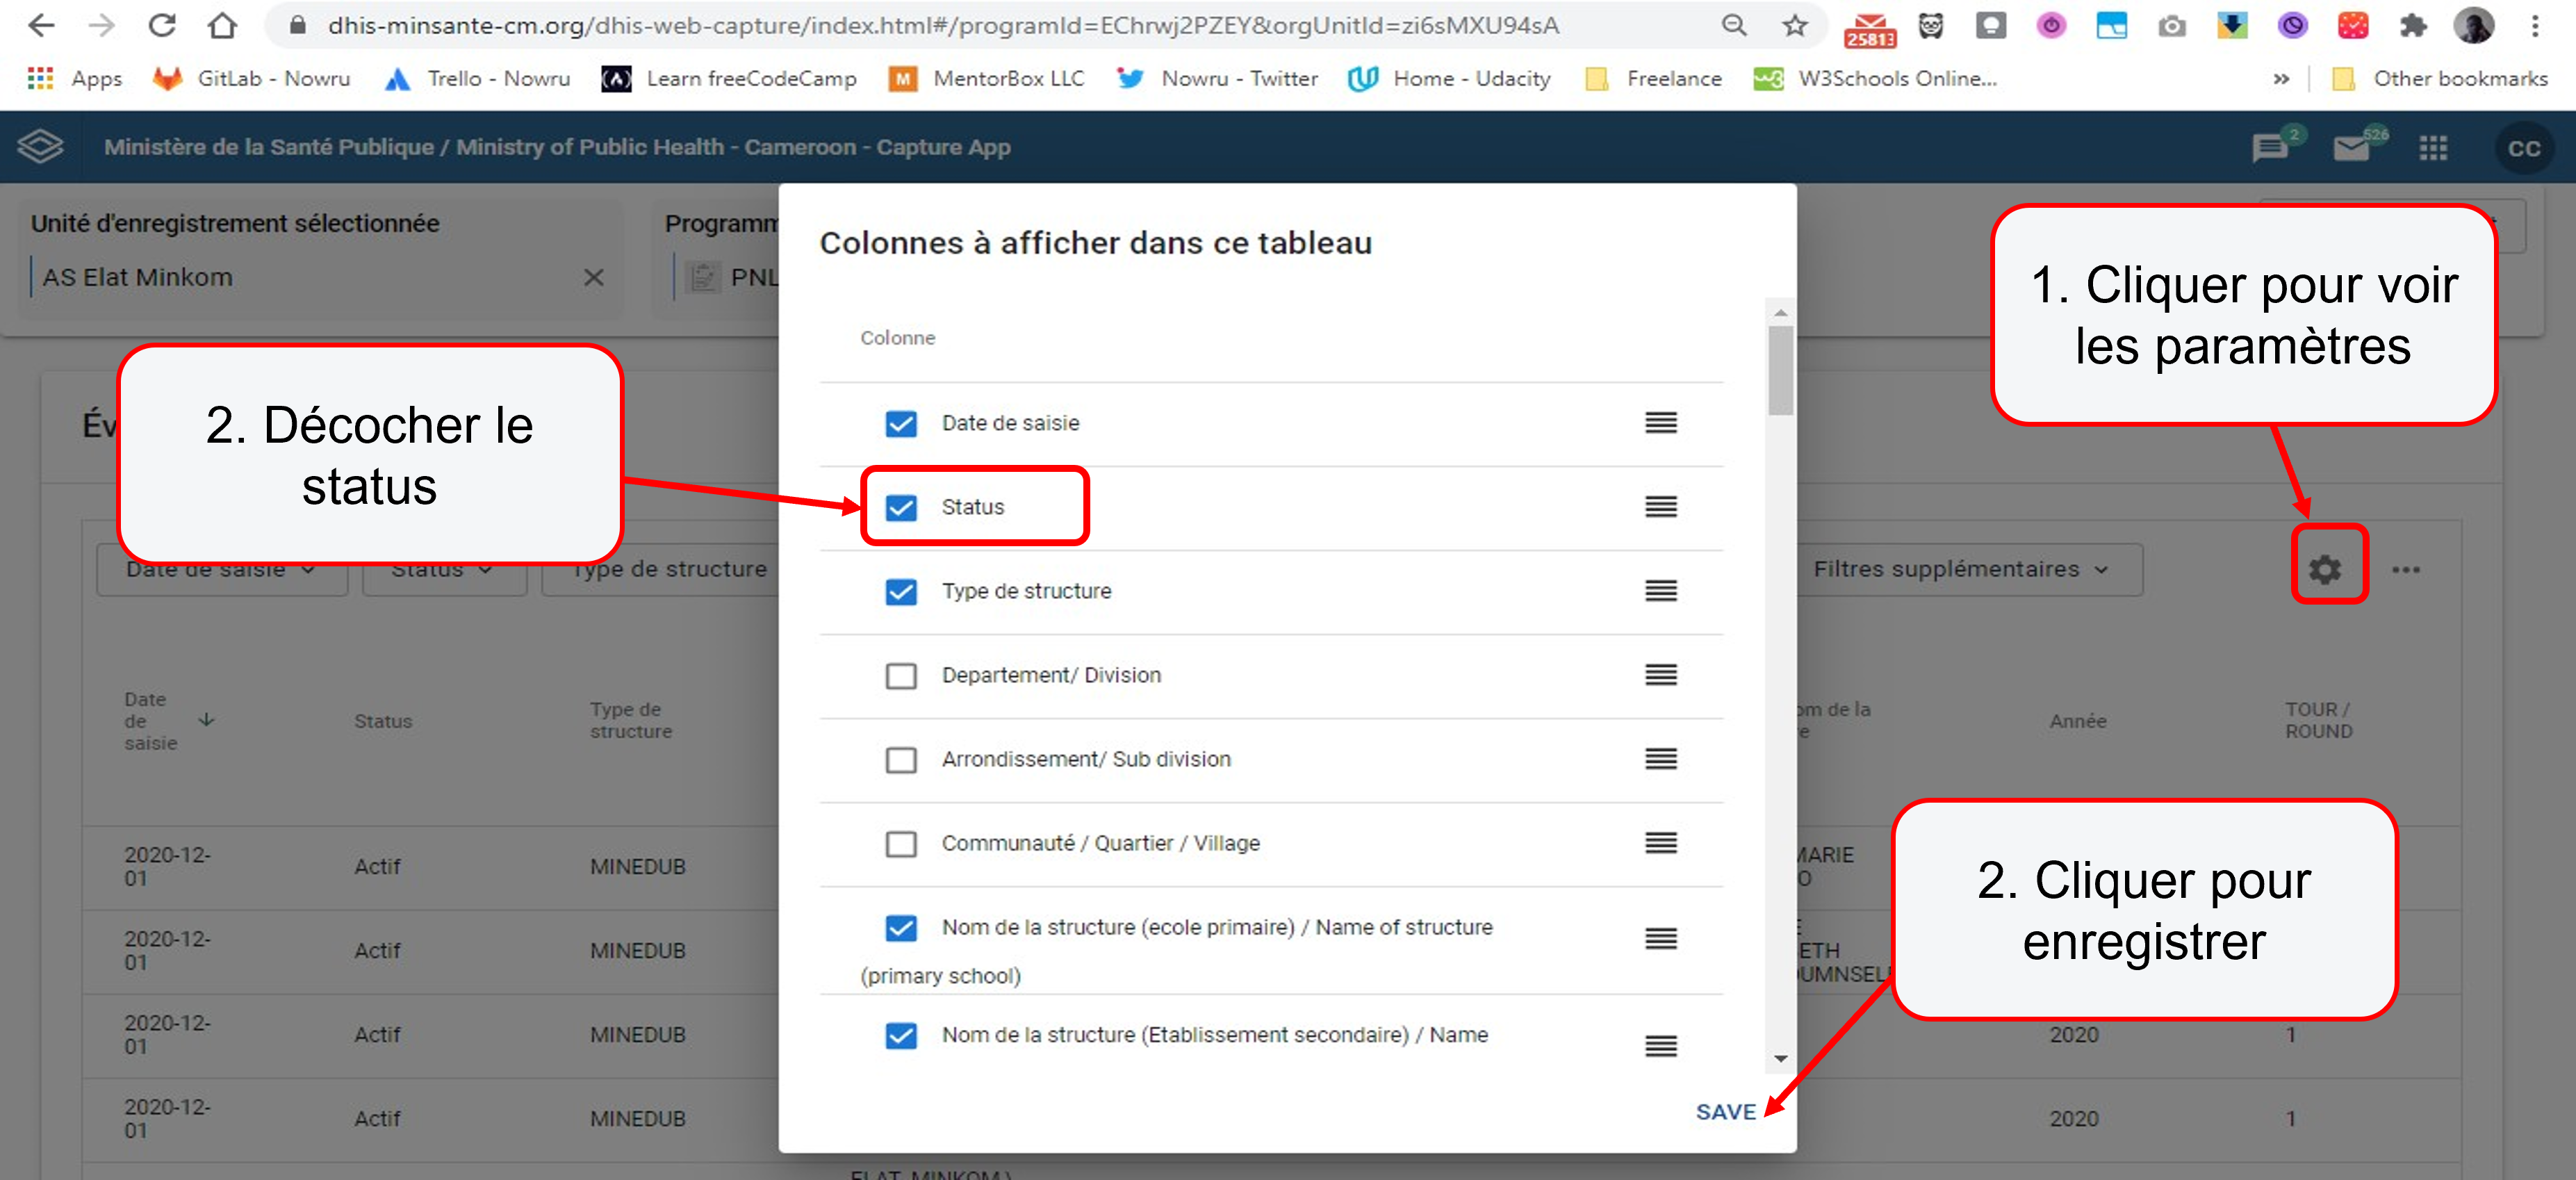 dhis-minsante-cm.org/dhis-web-capture/index.html#/programId=EChrwj2PZEY&orgUnitId=zi6sMXU94sA
25813
Apps GitLab - Nowru Trello - Nowru Learn freeCodeCamp MentorBox LLC Nowru - Twitter Home - Udacity Freelance W3Schools Online... » Other bookmarks
Ministère de la Santé Publique / Ministry of Public Health - Cameroon - Capture App
2
526
CC
Unité d'enregistrement sélectionnée
AS Elat Minkom
Programm
PNL
Colonnes à afficher dans ce tableau
Colonne
Date de saisie
Status
Type de structure
Departement/ Division
Arrondissement/ Sub division
Communauté / Quartier / Village
Nom de la structure (ecole primaire) / Name of structure
(primary school)
Nom de la structure (Etablissement secondaire) / Name
SAVE
1. Cliquer pour voir
les paramètres
2. Décocher le
status
2. Cliquer pour
enregistrer
Év
Date de saisie Status Type de structure Filtres supplémentaires
Date
de
saisie
Status
Type de
structure
om de la
e
Année
TOUR /
ROUND
2020-12-
01
Actif MINEDUB
MARIE
O
2020-12-
01
Actif MINEDUB
E
ETH
OUMNSEL
2020-12-
01
Actif MINEDUB 2020 1
2020-12-
01
Actif MINEDUB 2020 1
ELAT MINKOM \